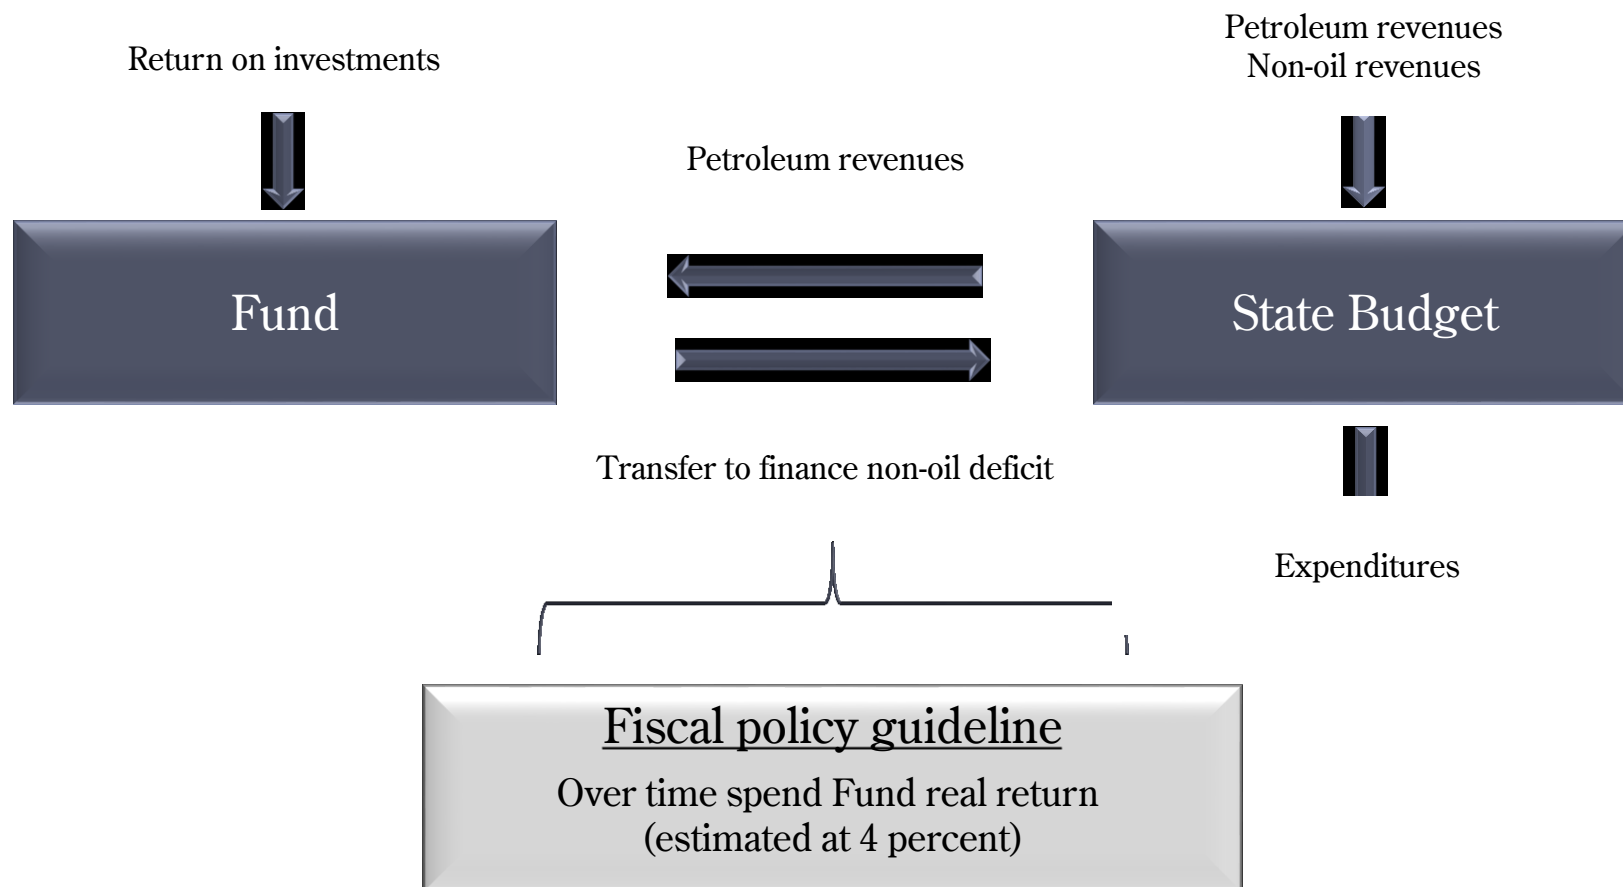 Petroleum revenues
Non-oil revenues
Return on investments
Petroleum revenues
Fund
State Budget
Transfer to finance non-oil deficit
Expenditures
Fiscal policy guideline
Over time spend Fund real return
(estimated at 4 percent)